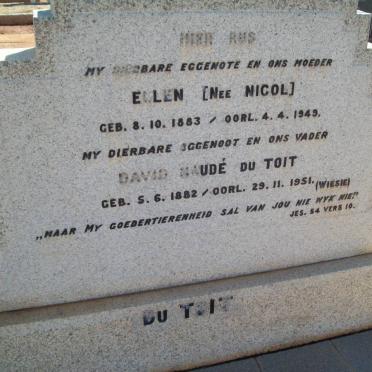 HIER RUS
MY DIERBARE EGGENOTE EN ONS MOEDER
ELLEN [NEE NICOL]
GEB. 8. 10. 1883 / OORL. 4. 4. 1949.
MY DIERBARE EGGENOOT EN ONS VADER
DAVID NAUDÉ DU TOIT
GEB. 5. 6. 1882 / OORL. 29. 11. 1951. (WIESIE)
„MAAR MY GOEDERTIERENHEID SAL VAN JOU NIE WYK NIE!"
JES. 54 VERS 10.
DU TOIT